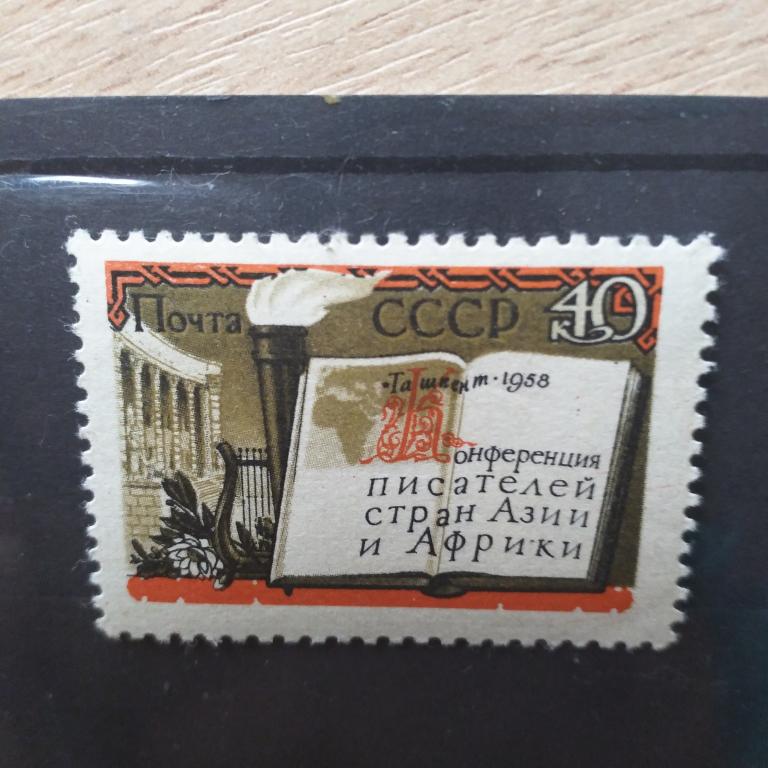 Почта СССР 40 к
• Ташкент • 1958
Конференция
писателей
стран Азии
и Африки